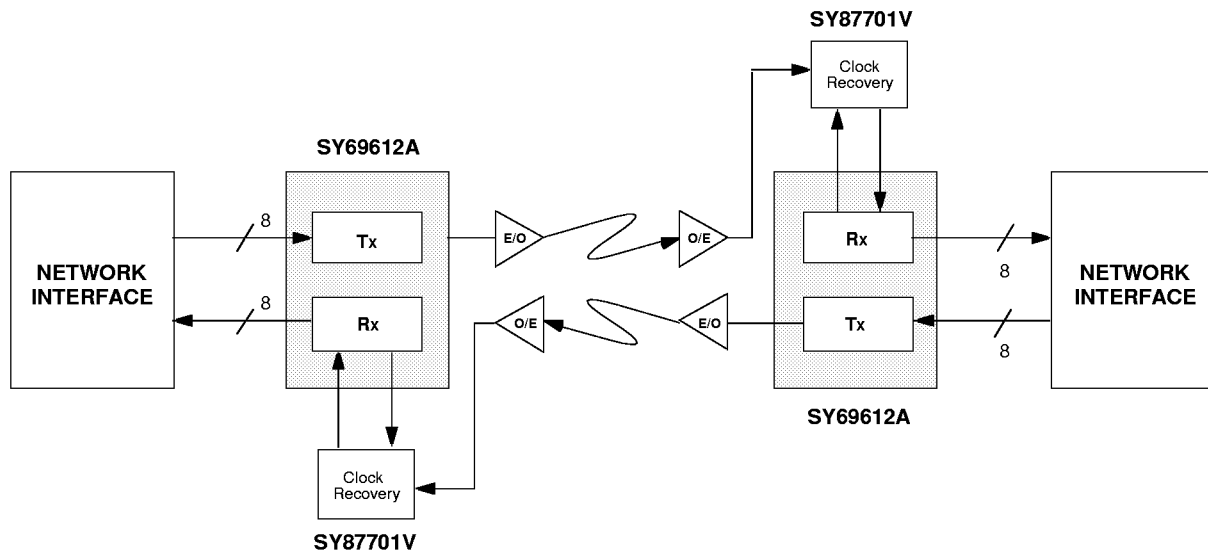 SY87701V
Clock
Recovery
SY69612A
8
Tx
E/O
O/E
Rx
8
NETWORK
INTERFACE
NETWORK
INTERFACE
8
Rx
O/E
E/O
Tx
8
SY69612A
Clock
Recovery
SY87701V